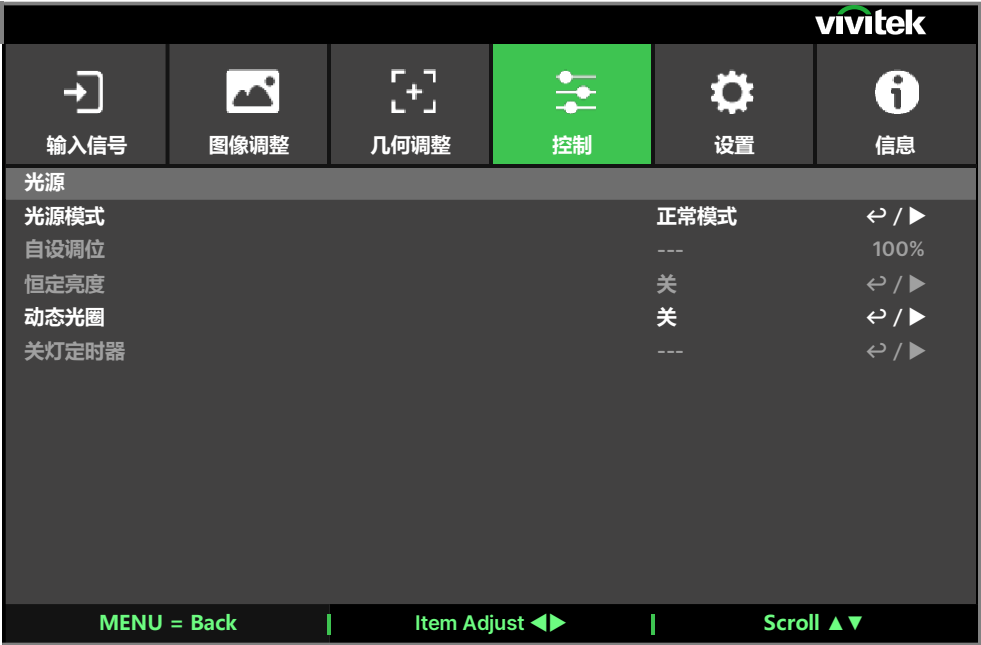 vivitek
输入信号 图像调整 几何调整 控制 设置 信息
光源
光源模式 正常模式 ↩ / ▶
自设调位 --- 100%
恒定亮度 关 ↩ / ▶
动态光圈 关 ↩ / ▶
关灯定时器 --- ↩ / ▶
MENU = Back Item Adjust ◀▶ Scroll ▲▼